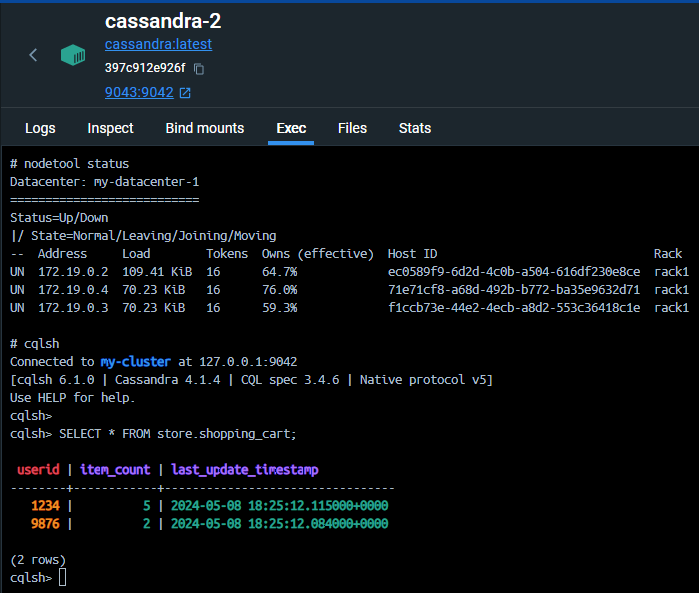 cassandra-2
cassandra:latest
397c912e926f
9043:9042
Logs Inspect Bind mounts Exec Files Stats
# nodetool status
Datacenter: my-datacenter-1
===========================
Status=Up/Down
|/ State=Normal/Leaving/Joining/Moving
-- Address Load Tokens Owns (effective) Host ID Rack
UN 172.19.0.2 109.41 KiB 16 64.7% ec0589f9-6d2d-4c0b-a504-616df230e8ce rack1
UN 172.19.0.4 70.23 KiB 16 76.0% 71e71cf8-a68d-492b-b772-ba35e9632d71 rack1
UN 172.19.0.3 70.23 KiB 16 59.3% f1ccb73e-44e2-4ecb-a8d2-553c36418c1e rack1
# cqlsh
Connected to my-cluster at 127.0.0.1:9042
[cqlsh 6.1.0 | Cassandra 4.1.4 | CQL spec 3.4.6 | Native protocol v5]
Use HELP for help.
cqlsh>
cqlsh> SELECT * FROM store.shopping_cart;
userid | item_count | last_update_timestamp
--------+------------+---------------------------------
1234 | 5 | 2024-05-08 18:25:12.115000+0000
9876 | 2 | 2024-05-08 18:25:12.084000+0000
(2 rows)
cqlsh>